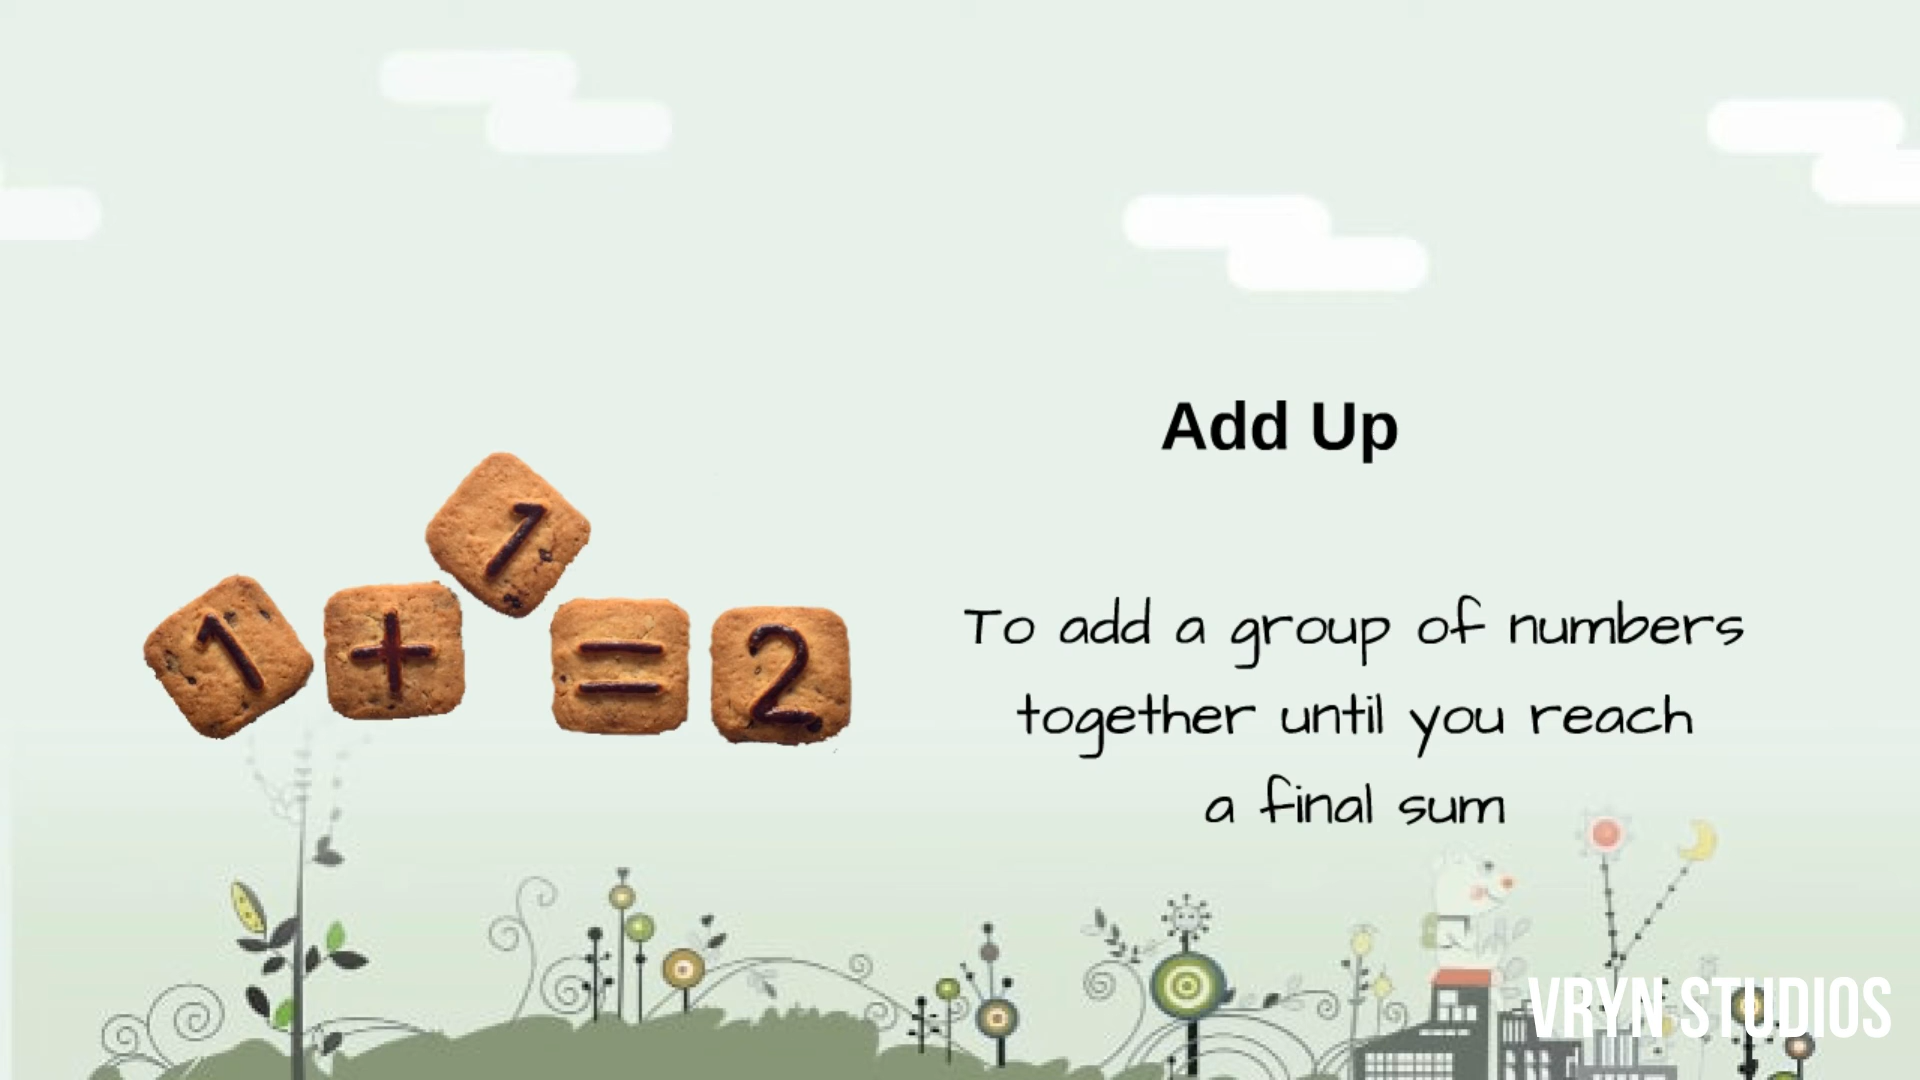 Add Up
1 + 1 = 2
To add a group of numbers
together until you reach
a final sum
VRYN STUDIOS